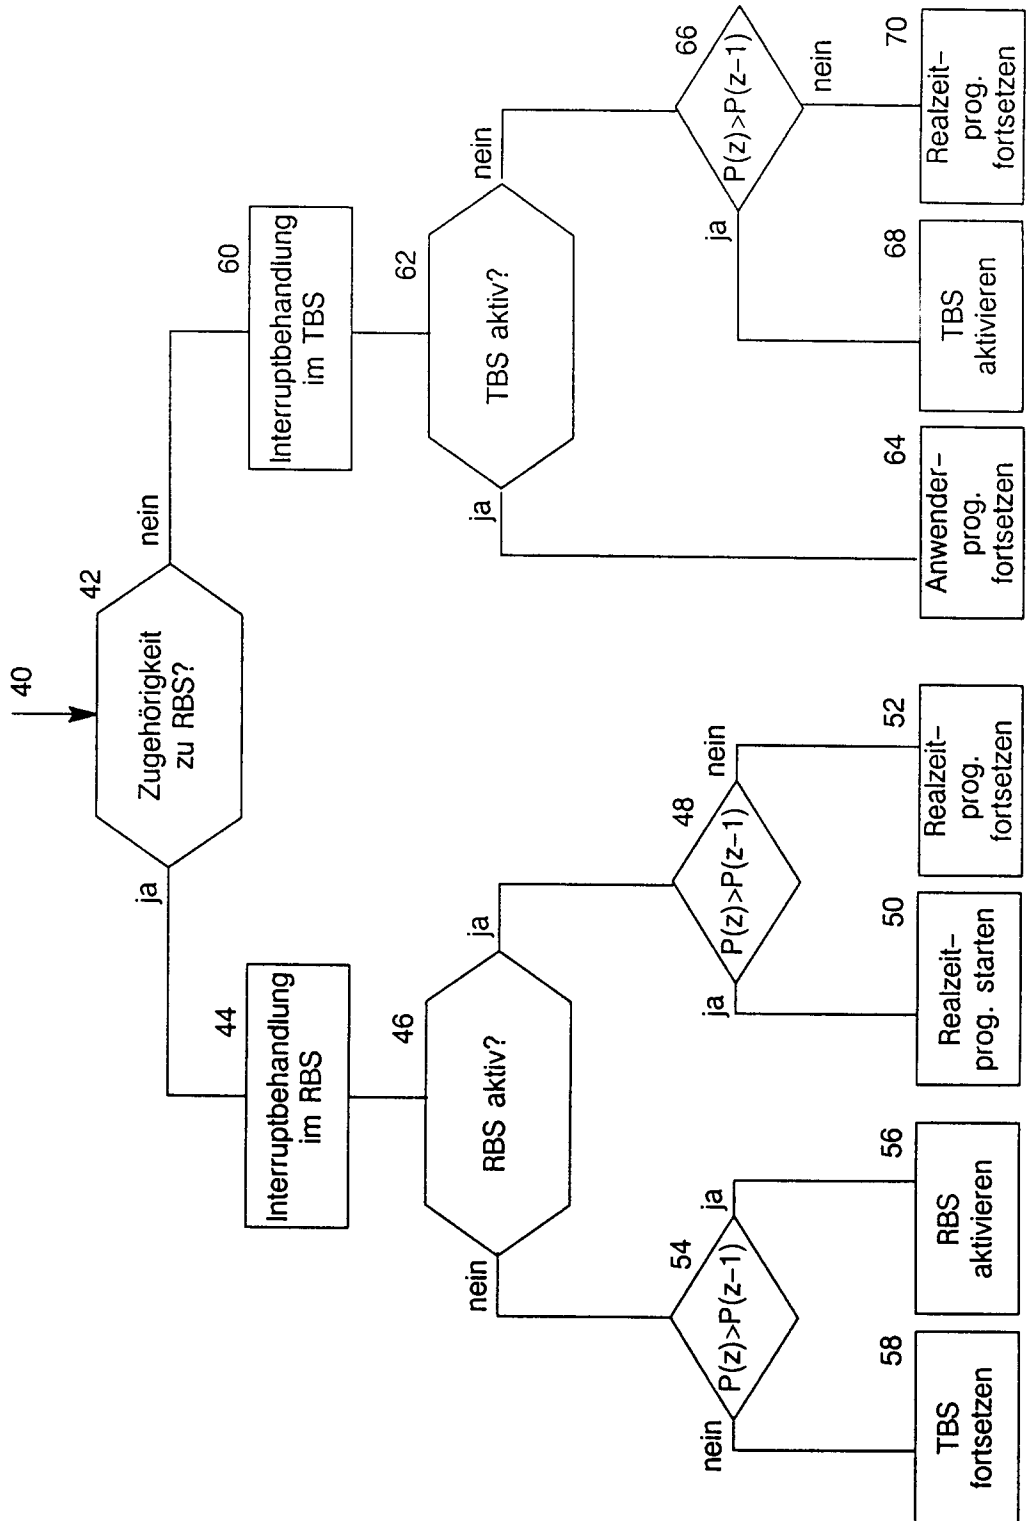 40
42
Zugehörigkeit
zu RBS?
ja
nein
44
Interruptbehandlung
im RBS
60
Interruptbehandlung
im TBS
46
RBS aktiv?
nein
ja
62
TBS aktiv?
ja
nein
54
P(z)>P(z-1)
nein
ja
48
P(z)>P(z-1)
ja
nein
66
P(z)>P(z-1)
ja
nein
58
TBS
fortsetzen
56
RBS
aktivieren
50
Realzeit-
prog. starten
52
Realzeit-
prog.
fortsetzen
64
Anwender-
prog.
fortsetzen
68
TBS
aktivieren
70
Realzeit-
prog.
fortsetzen